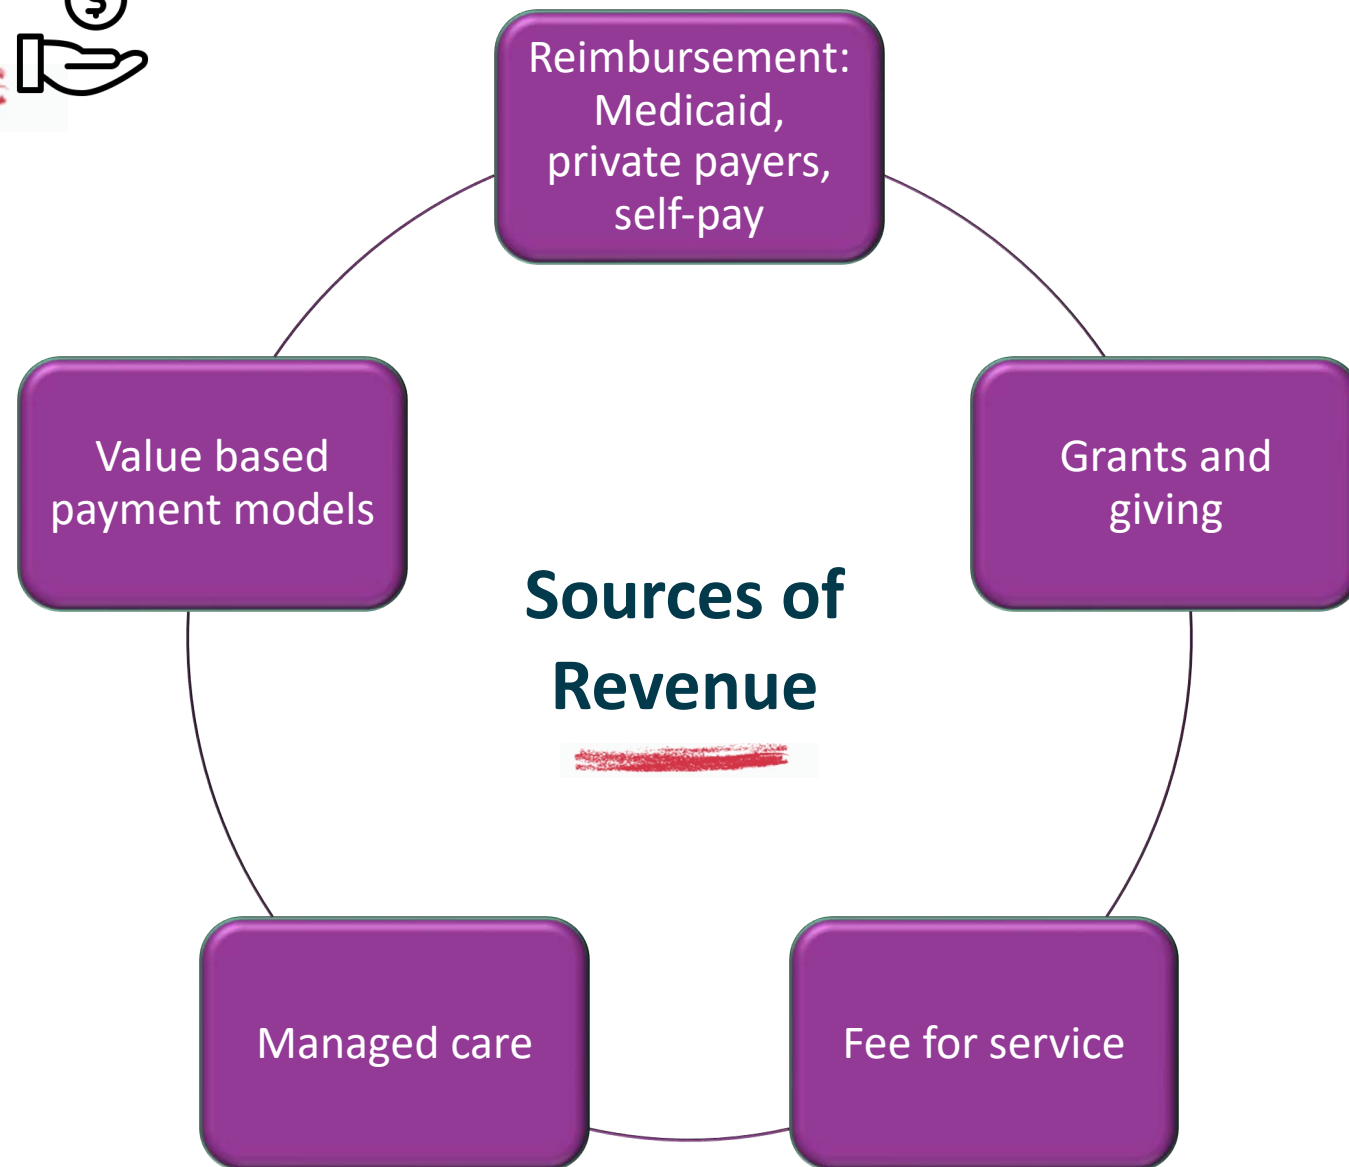 $
Reimbursement:
Medicaid,
private payers,
self-pay
Value based
payment models
Grants and
giving
Sources of
Revenue
Managed care
Fee for service